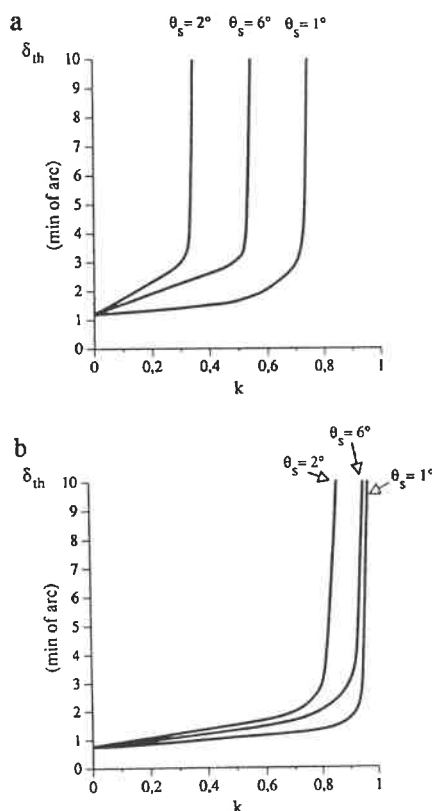 a
θs = 2° θs = 6° θs = 1°
δth
(min of arc)
10
9
8
7
6
5
4
3
2
1
0
0 0,2 0,4 0,6 0,8 1
k
b
θs = 6°
θs = 2°
θs = 1°
δth
(min of arc)
10
9
8
7
6
5
4
3
2
1
0
0 0,2 0,4 0,6 0,8 1
k